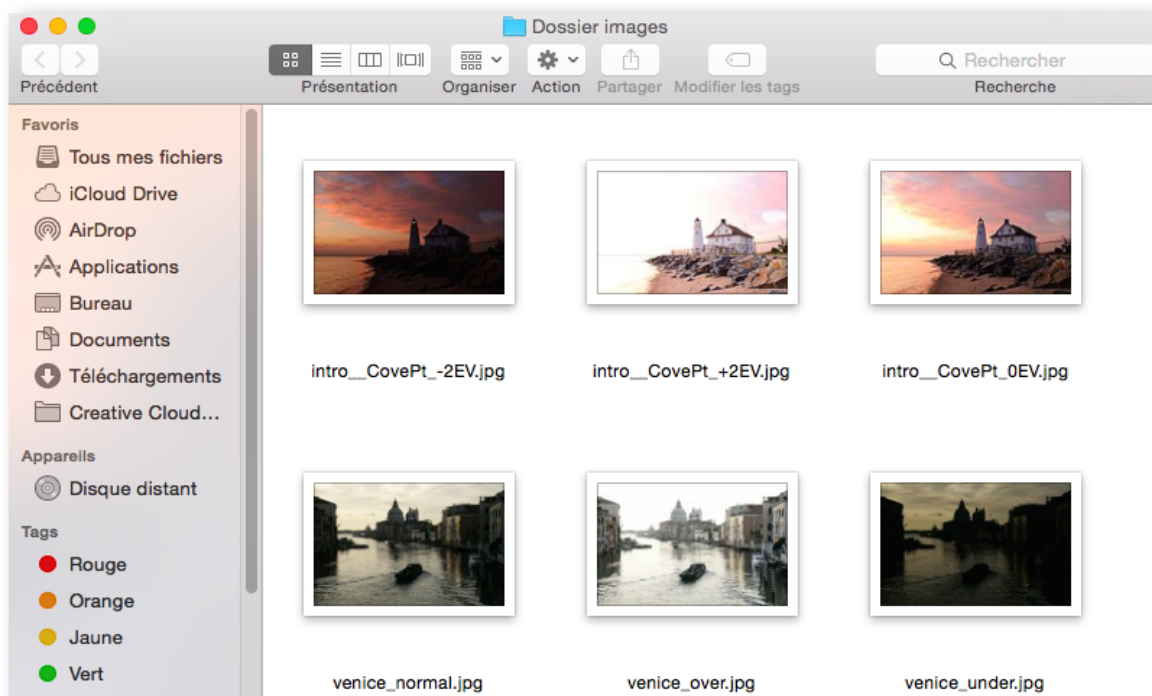 Dossier images
Rechercher
Précédent
Présentation
Organiser
Action
Partager
Modifier les tags
Recherche
Favoris
Tous mes fichiers
iCloud Drive
AirDrop
Applications
Bureau
Documents
Téléchargements
Creative Cloud...
Appareils
Disque distant
Tags
Rouge
Orange
Jaune
Vert
intro__CovePt_-2EV.jpg
intro__CovePt_+2EV.jpg
intro__CovePt_0EV.jpg
venice_normal.jpg
venice_over.jpg
venice_under.jpg